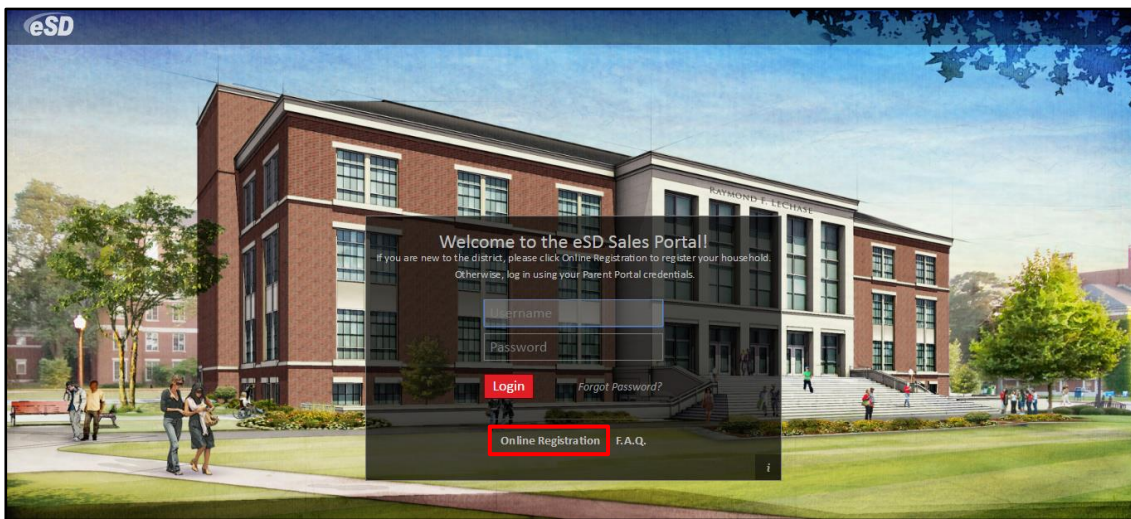 eSD
RAYMOND F. LECHASE
Welcome to the eSD Sales Portal!
If you are new to the district, please click Online Registration to register your household.
Otherwise, log in using your Parent Portal credentials.
Username
Password
Login Forgot Password?
Online Registration F.A.Q.
i